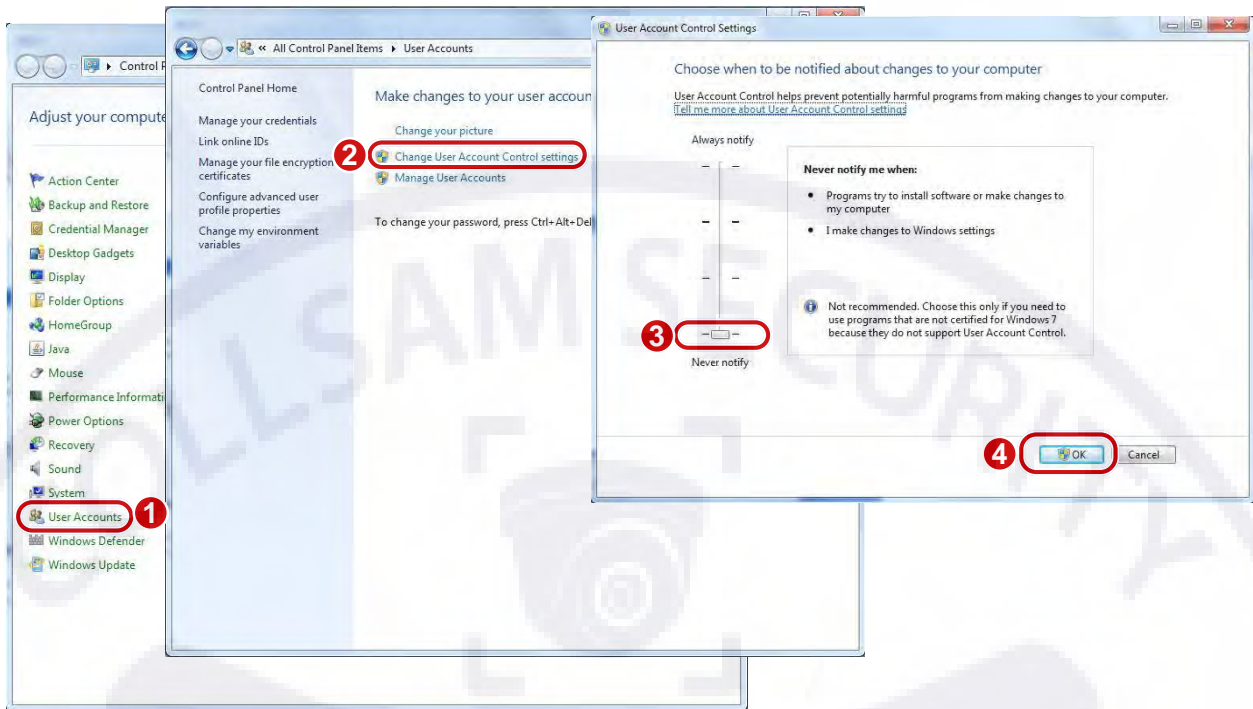 Control P
Adjust your compute
Action Center
Backup and Restore
Credential Manager
Desktop Gadgets
Display
Folder Options
HomeGroup
Java
Mouse
Performance Informati
Power Options
Recovery
Sound
System
User Accounts
1
Windows Defender
Windows Update
« All Control Panel Items ▸ User Accounts
Control Panel Home
Manage your credentials
Link online IDs
Manage your file encryption
certificates
Configure advanced user
profile properties
Change my environment
variables
Make changes to your user accoun
Change your picture
2
Change User Account Control settings
Manage User Accounts
To change your password, press Ctrl+Alt+Del
User Account Control Settings
Choose when to be notified about changes to your computer
User Account Control helps prevent potentially harmful programs from making changes to your computer.
Tell me more about User Account Control settings
Always notify
3
Never notify
Never notify me when:
• Programs try to install software or make changes to
my computer
• I make changes to Windows settings
Not recommended. Choose this only if you need to
use programs that are not certified for Windows 7
because they do not support User Account Control.
4
OK
Cancel
OLLSAM SECURITY